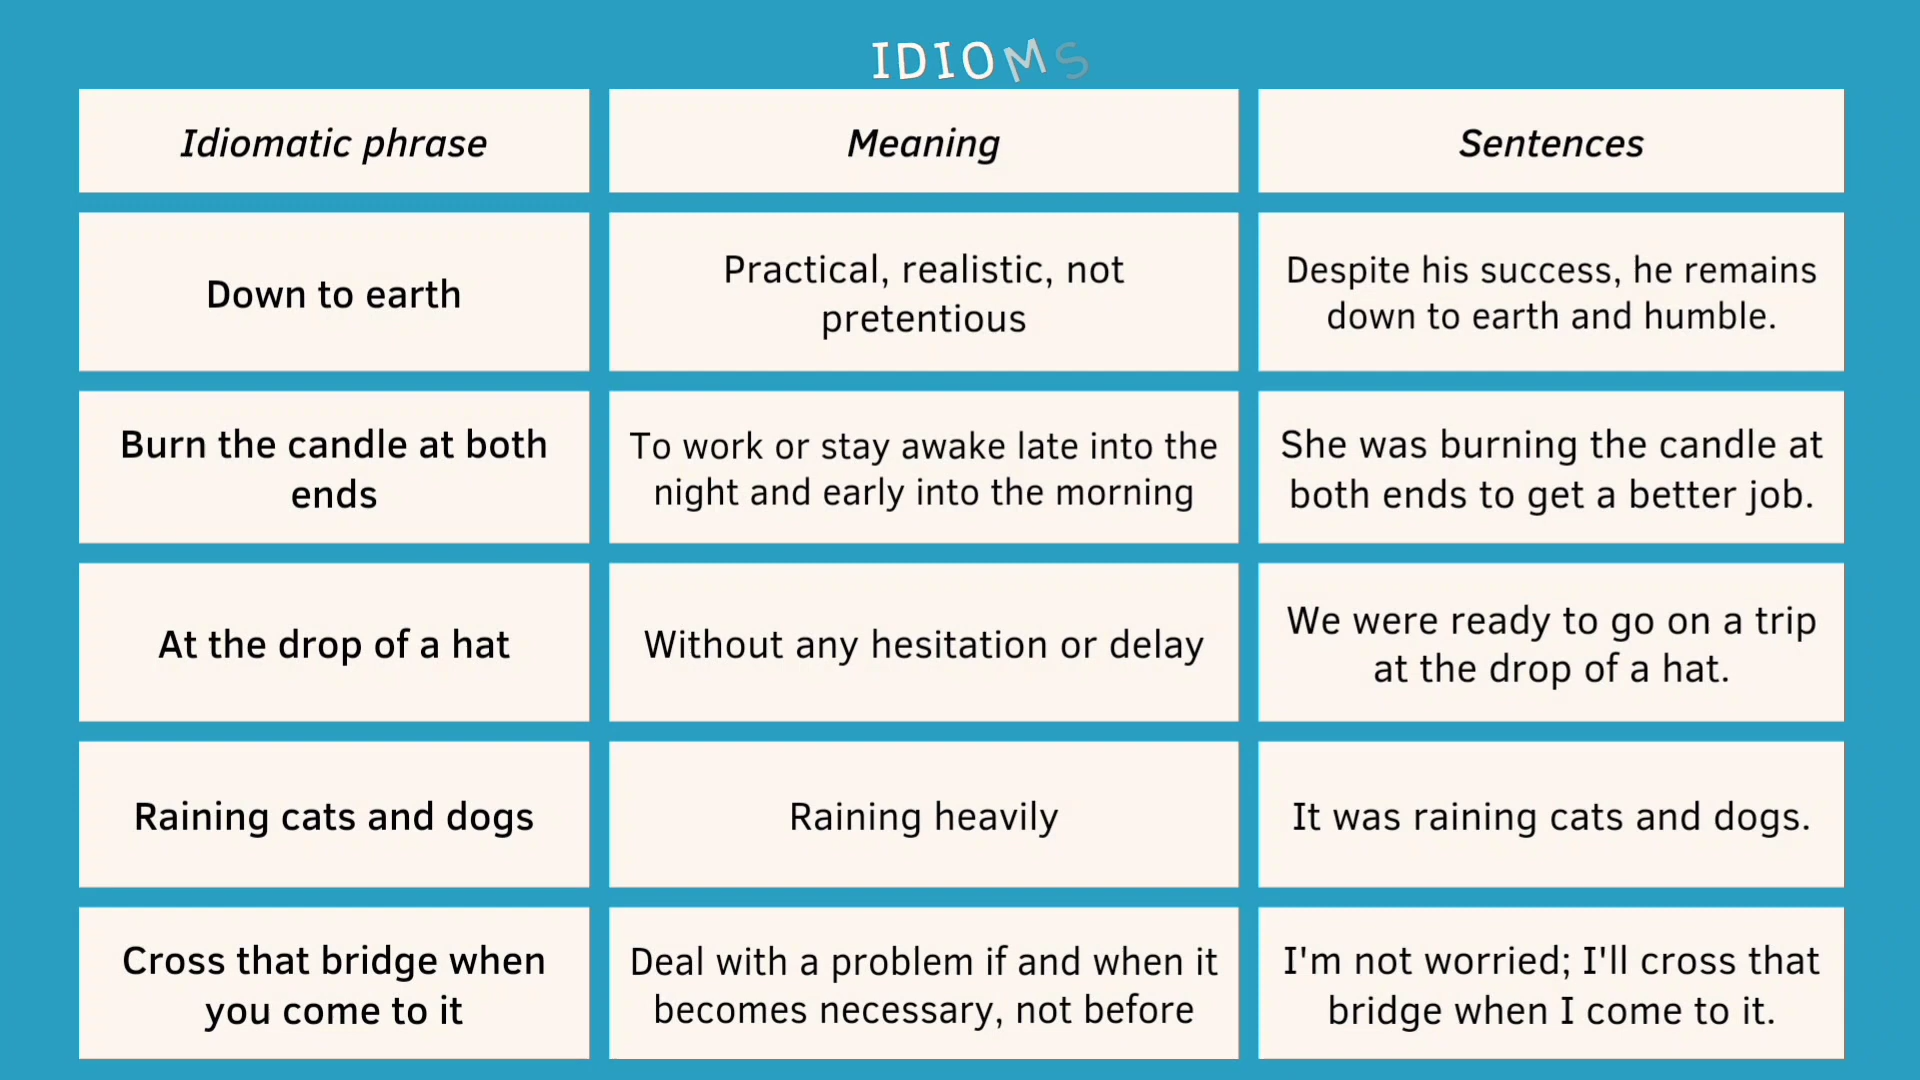 IDIOMS
Idiomatic phrase
Meaning
Sentences
Down to earth
Practical, realistic, not
pretentious
Despite his success, he remains
down to earth and humble.
Burn the candle at both
ends
To work or stay awake late into the
night and early into the morning
She was burning the candle at
both ends to get a better job.
At the drop of a hat
Without any hesitation or delay
We were ready to go on a trip
at the drop of a hat.
Raining cats and dogs
Raining heavily
It was raining cats and dogs.
Cross that bridge when
you come to it
Deal with a problem if and when it
becomes necessary, not before
I'm not worried; I'll cross that
bridge when I come to it.